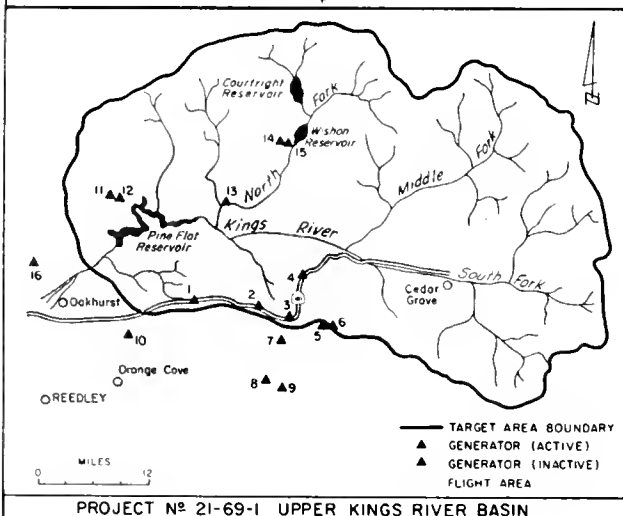 Courtright
Reservoir
Fork
Wishon
Reservoir
14
15
North
Middle
Fork
11
12
13
Pine Flat
Reservoir
Kings
River
16
Oakhurst
1
2
3
4
South
Fork
Cedar
Grove
5
6
7
10
Orange Cove
8
9
REEDLEY
MILES
0
12
TARGET AREA BOUNDARY
GENERATOR (ACTIVE)
GENERATOR (INACTIVE)
FLIGHT AREA
PROJECT Nº 21-69-1 UPPER KINGS RIVER BASIN